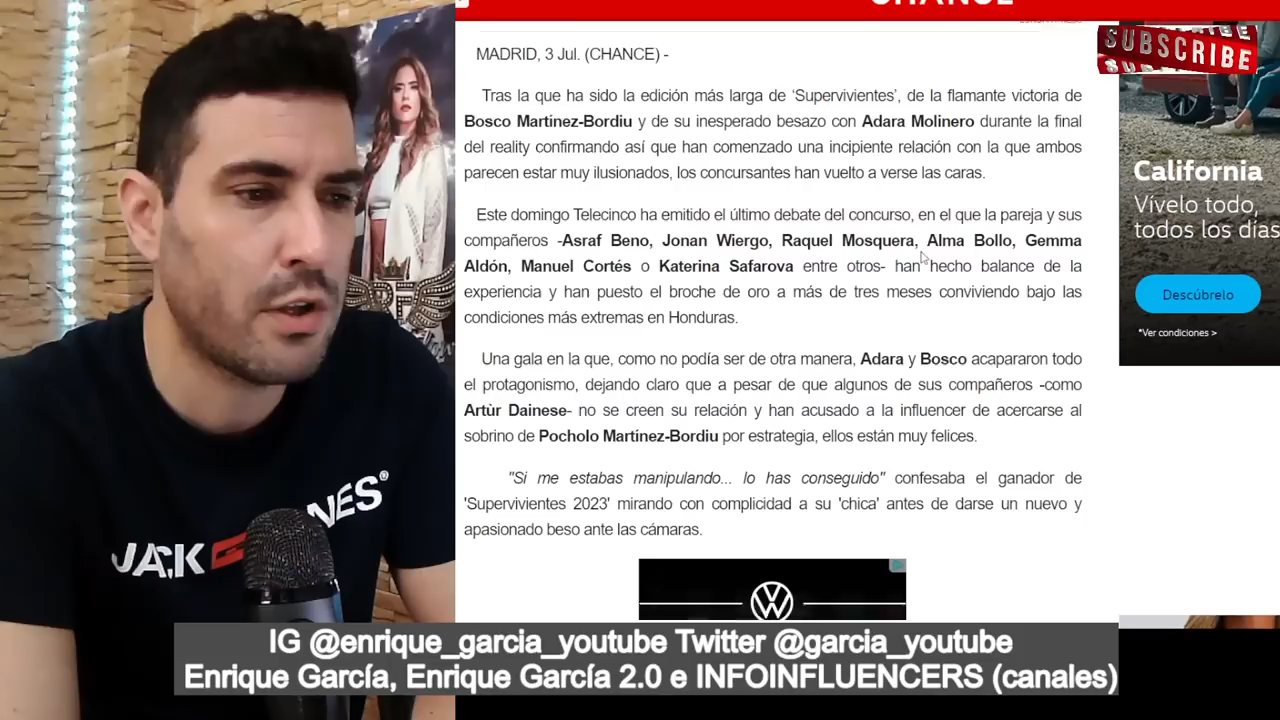 CHANCE
SUBSCRIBE
MADRID, 3 Jul. (CHANCE) -
Tras la que ha sido la edición más larga de ‘Supervivientes’, de la flamante victoria de
Bosco Martínez-Bordiu y de su inesperado besazo con Adara Molinero durante la final
del reality confirmando así que han comenzado una incipiente relación con la que ambos
parecen estar muy ilusionados, los concursantes han vuelto a verse las caras.
Este domingo Telecinco ha emitido el último debate del concurso, en el que la pareja y sus
compañeros -Asraf Beno, Jonan Wiergo, Raquel Mosquera, Alma Bollo, Gemma
Aldón, Manuel Cortés o Katerina Safarova entre otros- han hecho balance de la
experiencia y han puesto el broche de oro a más de tres meses conviviendo bajo las
condiciones más extremas en Honduras.
Una gala en la que, como no podía ser de otra manera, Adara y Bosco acapararon todo
el protagonismo, dejando claro que a pesar de que algunos de sus compañeros -como
Artùr Dainese- no se creen su relación y han acusado a la influencer de acercarse al
sobrino de Pocholo Martínez-Bordiu por estrategia, ellos están muy felices.
"Si me estabas manipulando... lo has conseguido" confesaba el ganador de
'Supervivientes 2023' mirando con complicidad a su 'chica' antes de darse un nuevo y
apasionado beso ante las cámaras.
California
Vívelo todo,
todos los días
Descúbrelo
*Ver condiciones >
JACK NES®
IG @enrique_garcia_youtube Twitter @garcia_youtube
Enrique García, Enrique García 2.0 e INFOINFLUENCERS (canales)